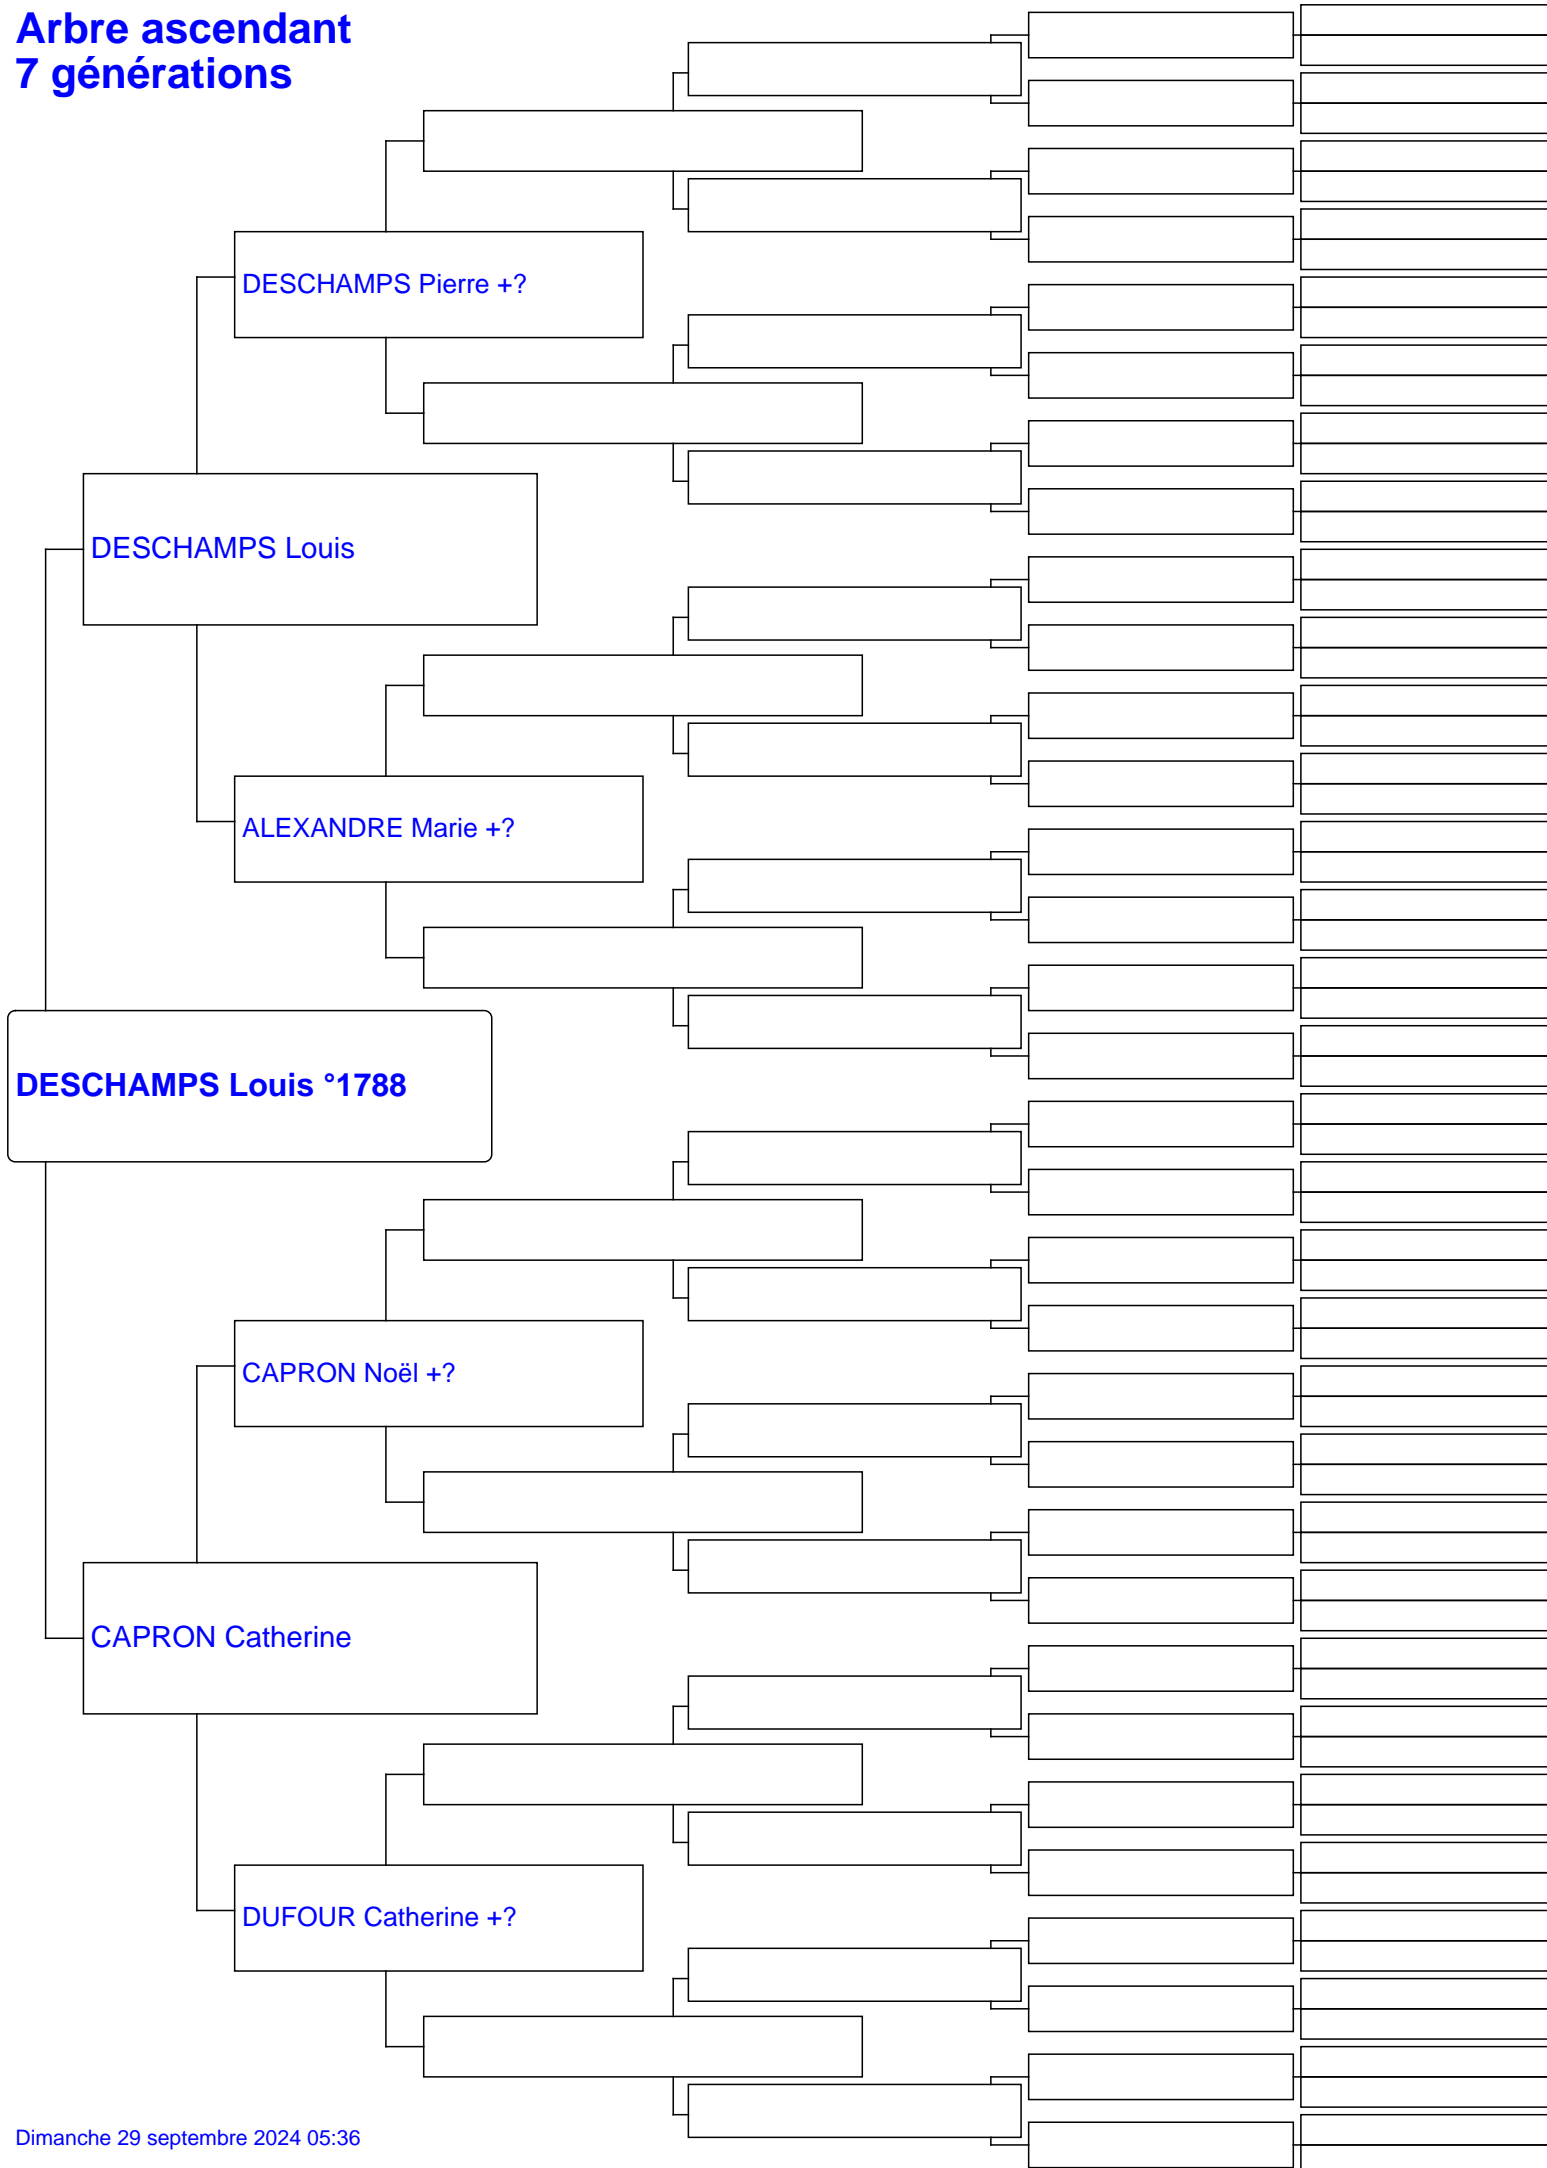 Arbre ascendant
7 générations
DESCHAMPS Pierre +?
DESCHAMPS Louis
ALEXANDRE Marie +?
DESCHAMPS Louis °1788
CAPRON Noël +?
CAPRON Catherine
DUFOUR Catherine +?
Dimanche 29 septembre 2024 05:36